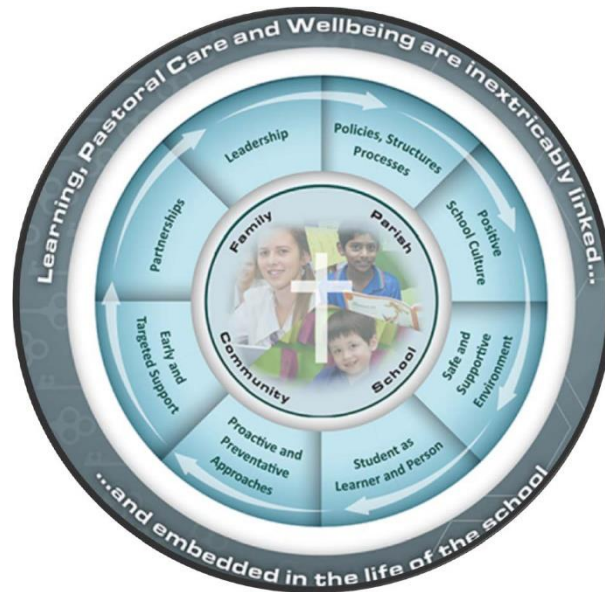 Learning, Pastoral Care and Wellbeing are inextricably linked...
Leadership
Policies, Structures
Processes
Positive
School Culture
Safe and
Supportive
Environment
Student as
Learner and Person
Proactive and
Preventative
Approaches
Early and
Targeted Support
Partnerships
Family
Parish
School
Community
...and embedded in the life of the school